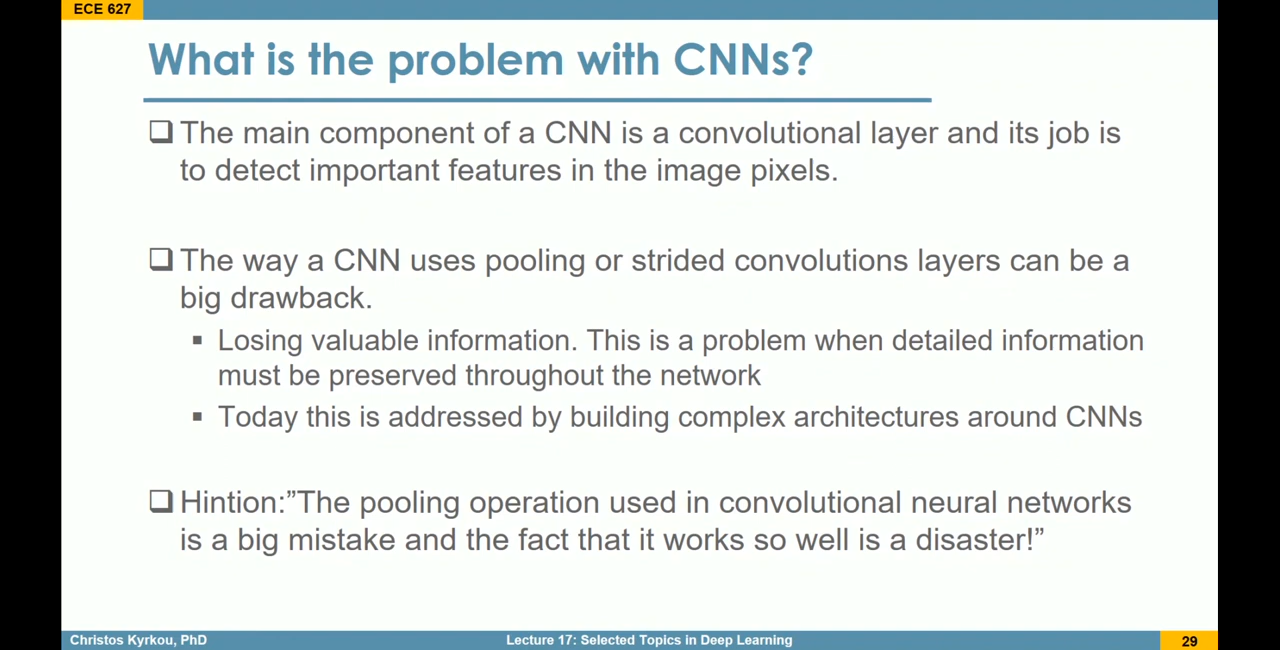 ECE 627
What is the problem with CNNs?
❑ The main component of a CNN is a convolutional layer and its job is
to detect important features in the image pixels.
❑ The way a CNN uses pooling or strided convolutions layers can be a
big drawback.
▪ Losing valuable information. This is a problem when detailed information
must be preserved throughout the network
▪ Today this is addressed by building complex architectures around CNNs
❑ Hintion:”The pooling operation used in convolutional neural networks
is a big mistake and the fact that it works so well is a disaster!”
Christos Kyrkou, PhD
Lecture 17: Selected Topics in Deep Learning
29